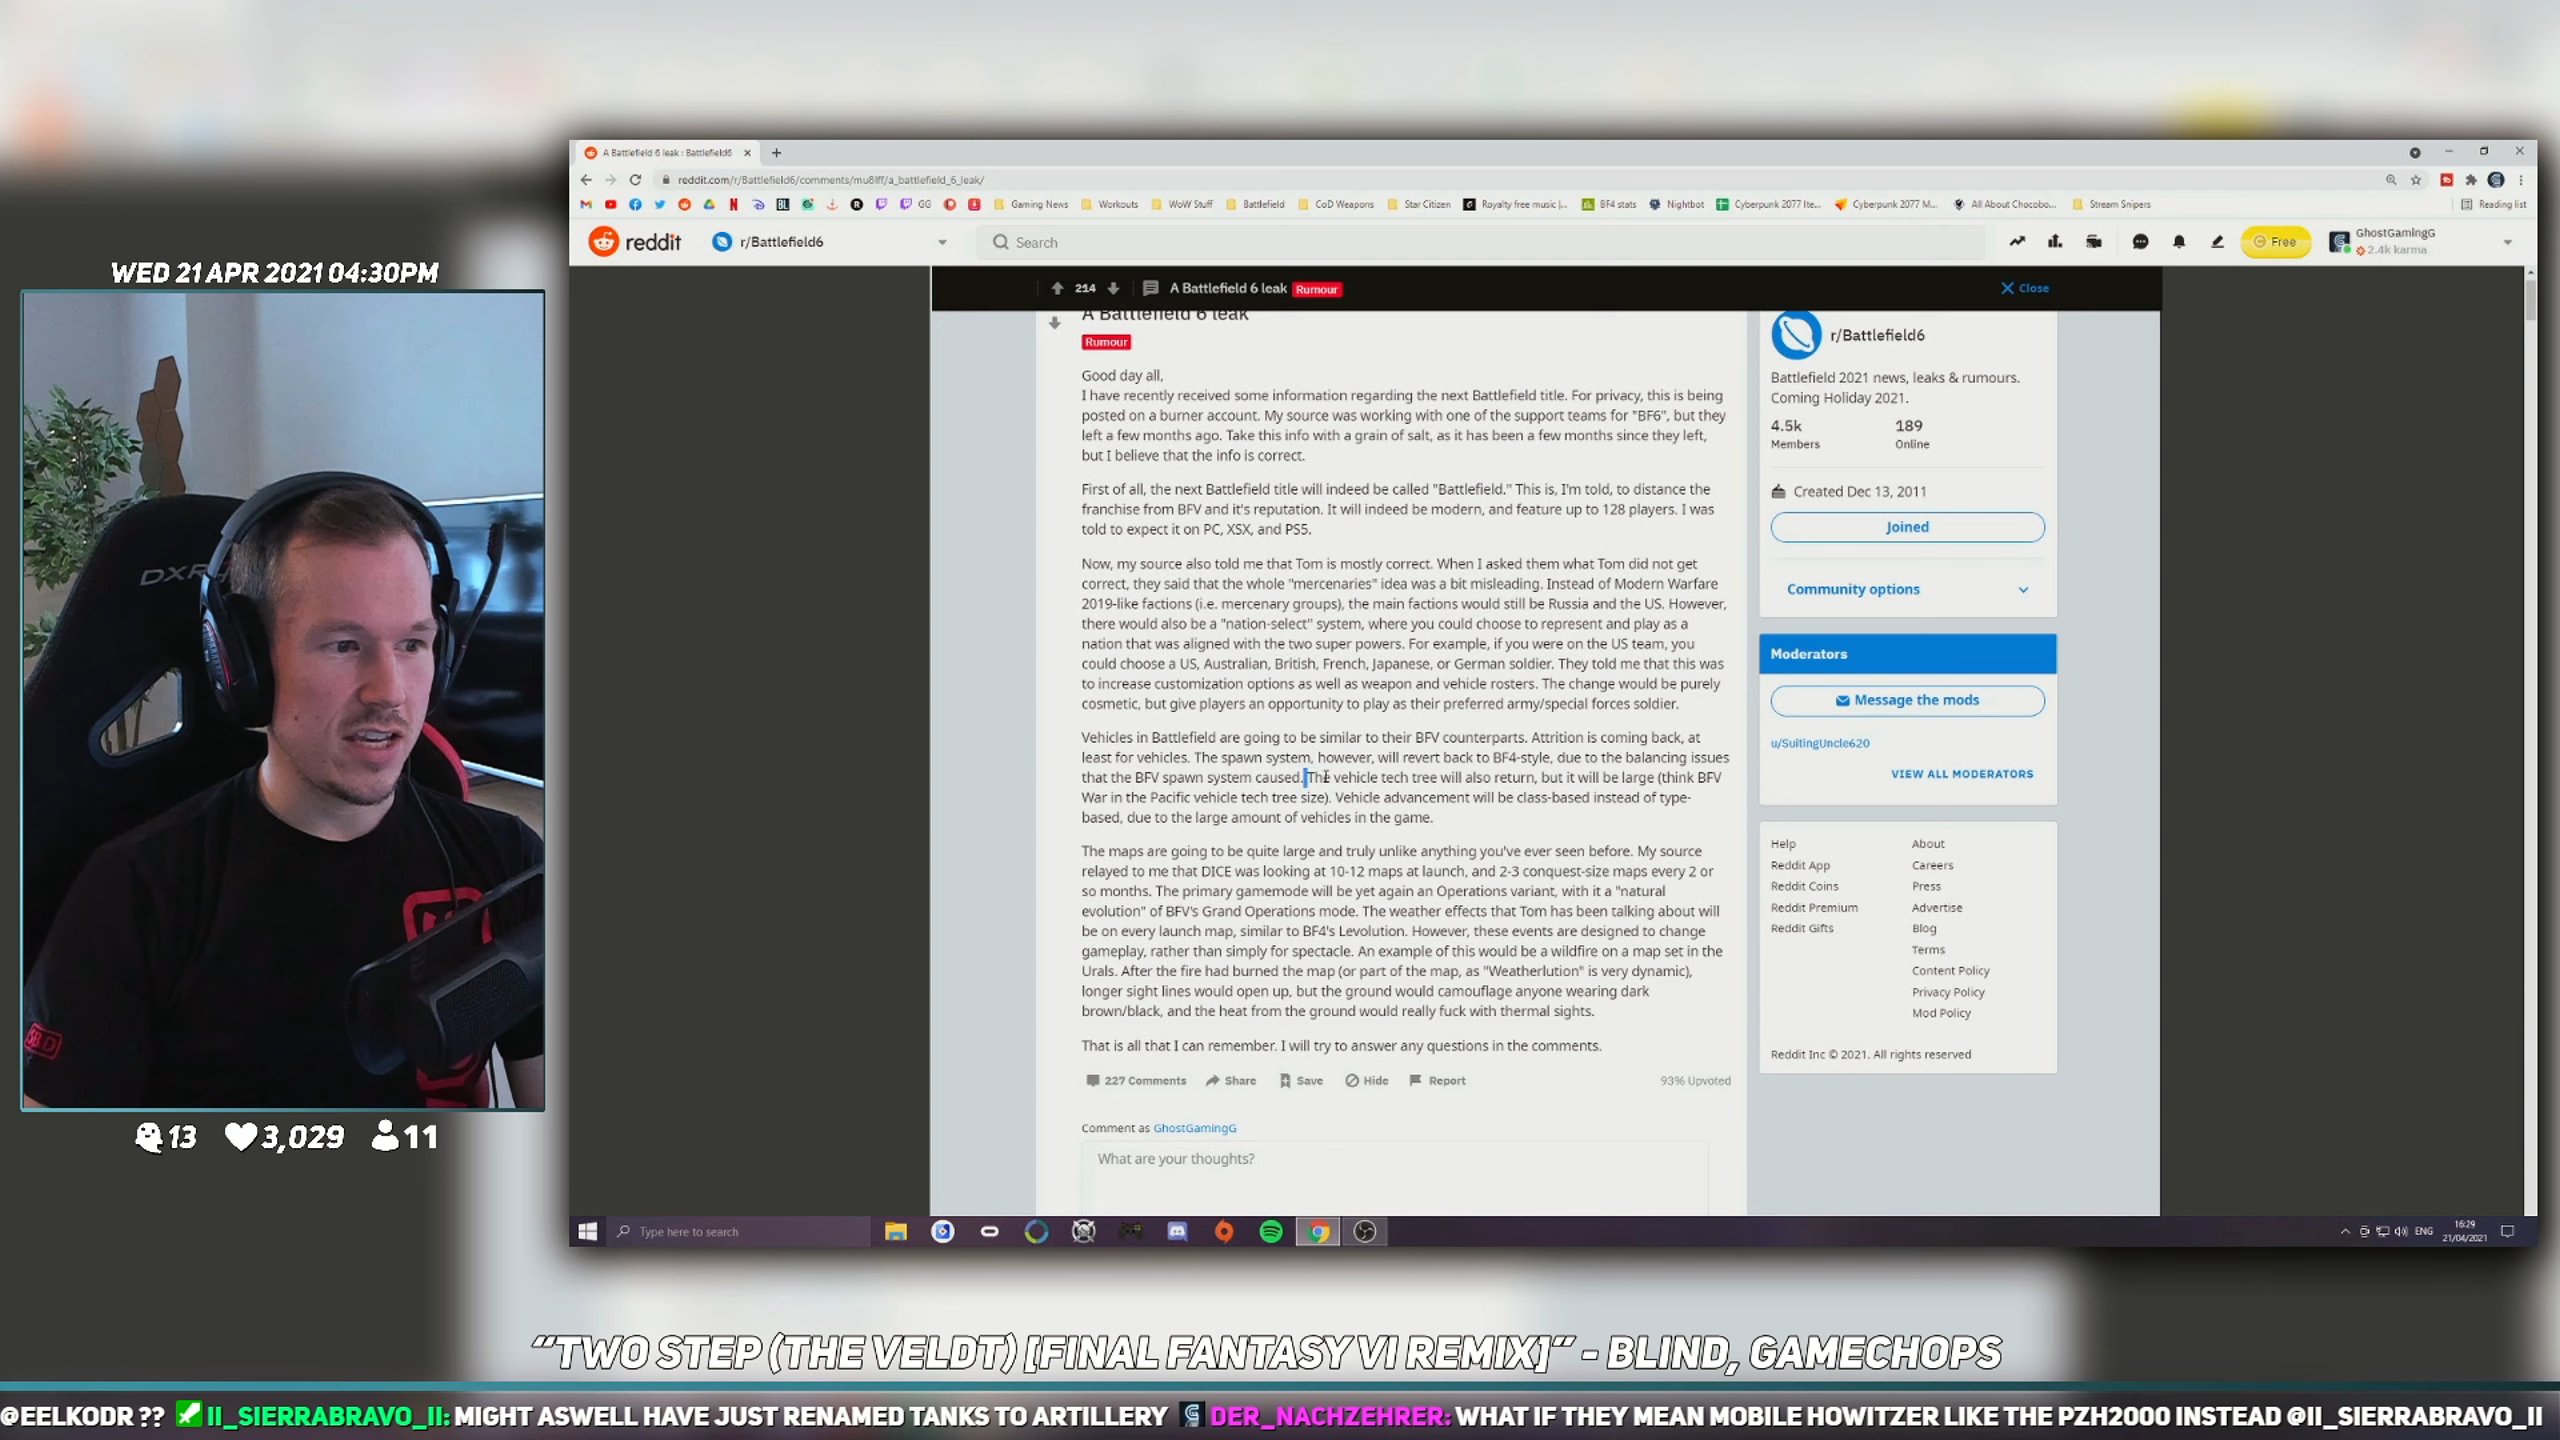 A Battlefield 6 leak : Battlefield6
reddit.com/r/Battlefield6/comments/mu8lff/a_battlefield_6_leak/
GG
Gaming News
Workouts
WoW Stuff
Battlefield
CoD Weapons
Star Citizen
Royalty free music |...
BF4 stats
Nightbot
Cyberpunk 2077 Ite...
Cyberpunk 2077 M...
All About Chocobo...
Stream Snipers
Reading list
reddit
r/Battlefield6
Search
Free
GhostGamingG
2.4k karma
WED 21 APR 2021 04:30PM
214
A Battlefield 6 leak
Rumour
Close
A Battlefield 6 leak
Rumour
Good day all,
I have recently received some information regarding the next Battlefield title. For privacy, this is being
posted on a burner account. My source was working with one of the support teams for "BF6", but they
left a few months ago. Take this info with a grain of salt, as it has been a few months since they left,
but I believe that the info is correct.
First of all, the next Battlefield title will indeed be called "Battlefield." This is, I'm told, to distance the
franchise from BFV and it's reputation. It will indeed be modern, and feature up to 128 players. I was
told to expect it on PC, XSX, and PS5.
Now, my source also told me that Tom is mostly correct. When I asked them what Tom did not get
correct, they said that the whole "mercenaries" idea was a bit misleading. Instead of Modern Warfare
2019-like factions (i.e. mercenary groups), the main factions would still be Russia and the US. However,
there would also be a "nation-select" system, where you could choose to represent and play as a
nation that was aligned with the two super powers. For example, if you were on the US team, you
could choose a US, Australian, British, French, Japanese, or German soldier. They told me that this was
to increase customization options as well as weapon and vehicle rosters. The change would be purely
cosmetic, but give players an opportunity to play as their preferred army/special forces soldier.
Vehicles in Battlefield are going to be similar to their BFV counterparts. Attrition is coming back, at
least for vehicles. The spawn system, however, will revert back to BF4-style, due to the balancing issues
that the BFV spawn system caused. The vehicle tech tree will also return, but it will be large (think BFV
War in the Pacific vehicle tech tree size). Vehicle advancement will be class-based instead of type-
based, due to the large amount of vehicles in the game.
The maps are going to be quite large and truly unlike anything you've ever seen before. My source
relayed to me that DICE was looking at 10-12 maps at launch, and 2-3 conquest-size maps every 2 or
so months. The primary gamemode will be yet again an Operations variant, with it a "natural
evolution" of BFV's Grand Operations mode. The weather effects that Tom has been talking about will
be on every launch map, similar to BF4's Levolution. However, these events are designed to change
gameplay, rather than simply for spectacle. An example of this would be a wildfire on a map set in the
Urals. After the fire had burned the map (or part of the map, as "Weatherlution" is very dynamic),
longer sight lines would open up, but the ground would camouflage anyone wearing dark
brown/black, and the heat from the ground would really fuck with thermal sights.
That is all that I can remember. I will try to answer any questions in the comments.
227 Comments
Share
Save
Hide
Report
93% Upvoted
Comment as GhostGamingG
What are your thoughts?
r/Battlefield6
Battlefield 2021 news, leaks & rumours.
Coming Holiday 2021.
4.5k
189
Members
Online
Created Dec 13, 2011
Joined
Community options
Moderators
Message the mods
u/SuitingUncle620
VIEW ALL MODERATORS
Help
About
Reddit App
Careers
Reddit Coins
Press
Reddit Premium
Advertise
Reddit Gifts
Blog
Terms
Content Policy
Privacy Policy
Mod Policy
Reddit Inc © 2021. All rights reserved
13
3,029
11
Type here to search
ENG
16:29
21/04/2021
"TWO STEP (THE VELDT) [FINAL FANTASY VI REMIX]" - BLIND, GAMECHOPS
@EELKODR ?? II_SIERRABRAVO_II: MIGHT ASWELL HAVE JUST RENAMED TANKS TO ARTILLERY DER_NACHZEHRER: WHAT IF THEY MEAN MOBILE HOWITZER LIKE THE PZH2000 INSTEAD @II_SIERRABRAVO_II